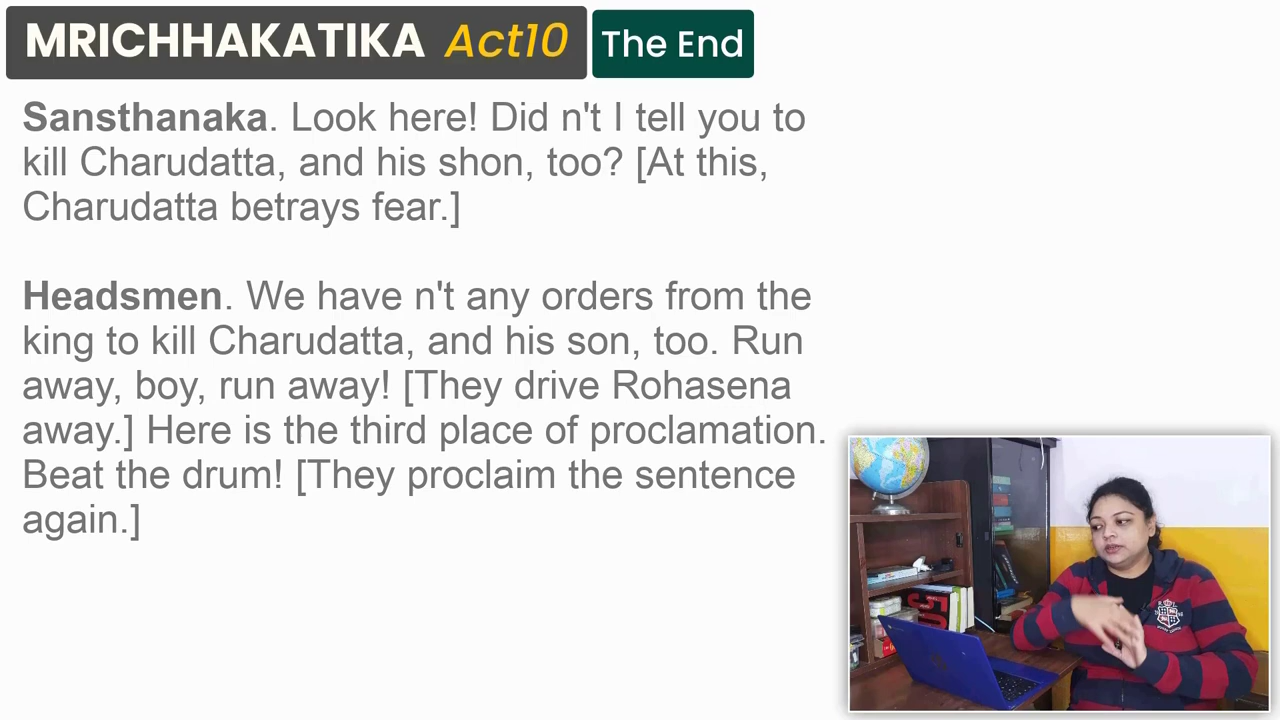 MRICHHAKATIKA Act10 The End
Sansthanaka. Look here! Did n't I tell you to
kill Charudatta, and his shon, too? [At this,
Charudatta betrays fear.]
Headsmen. We have n't any orders from the
king to kill Charudatta, and his son, too. Run
away, boy, run away! [They drive Rohasena
away.] Here is the third place of proclamation.
Beat the drum! [They proclaim the sentence
again.]